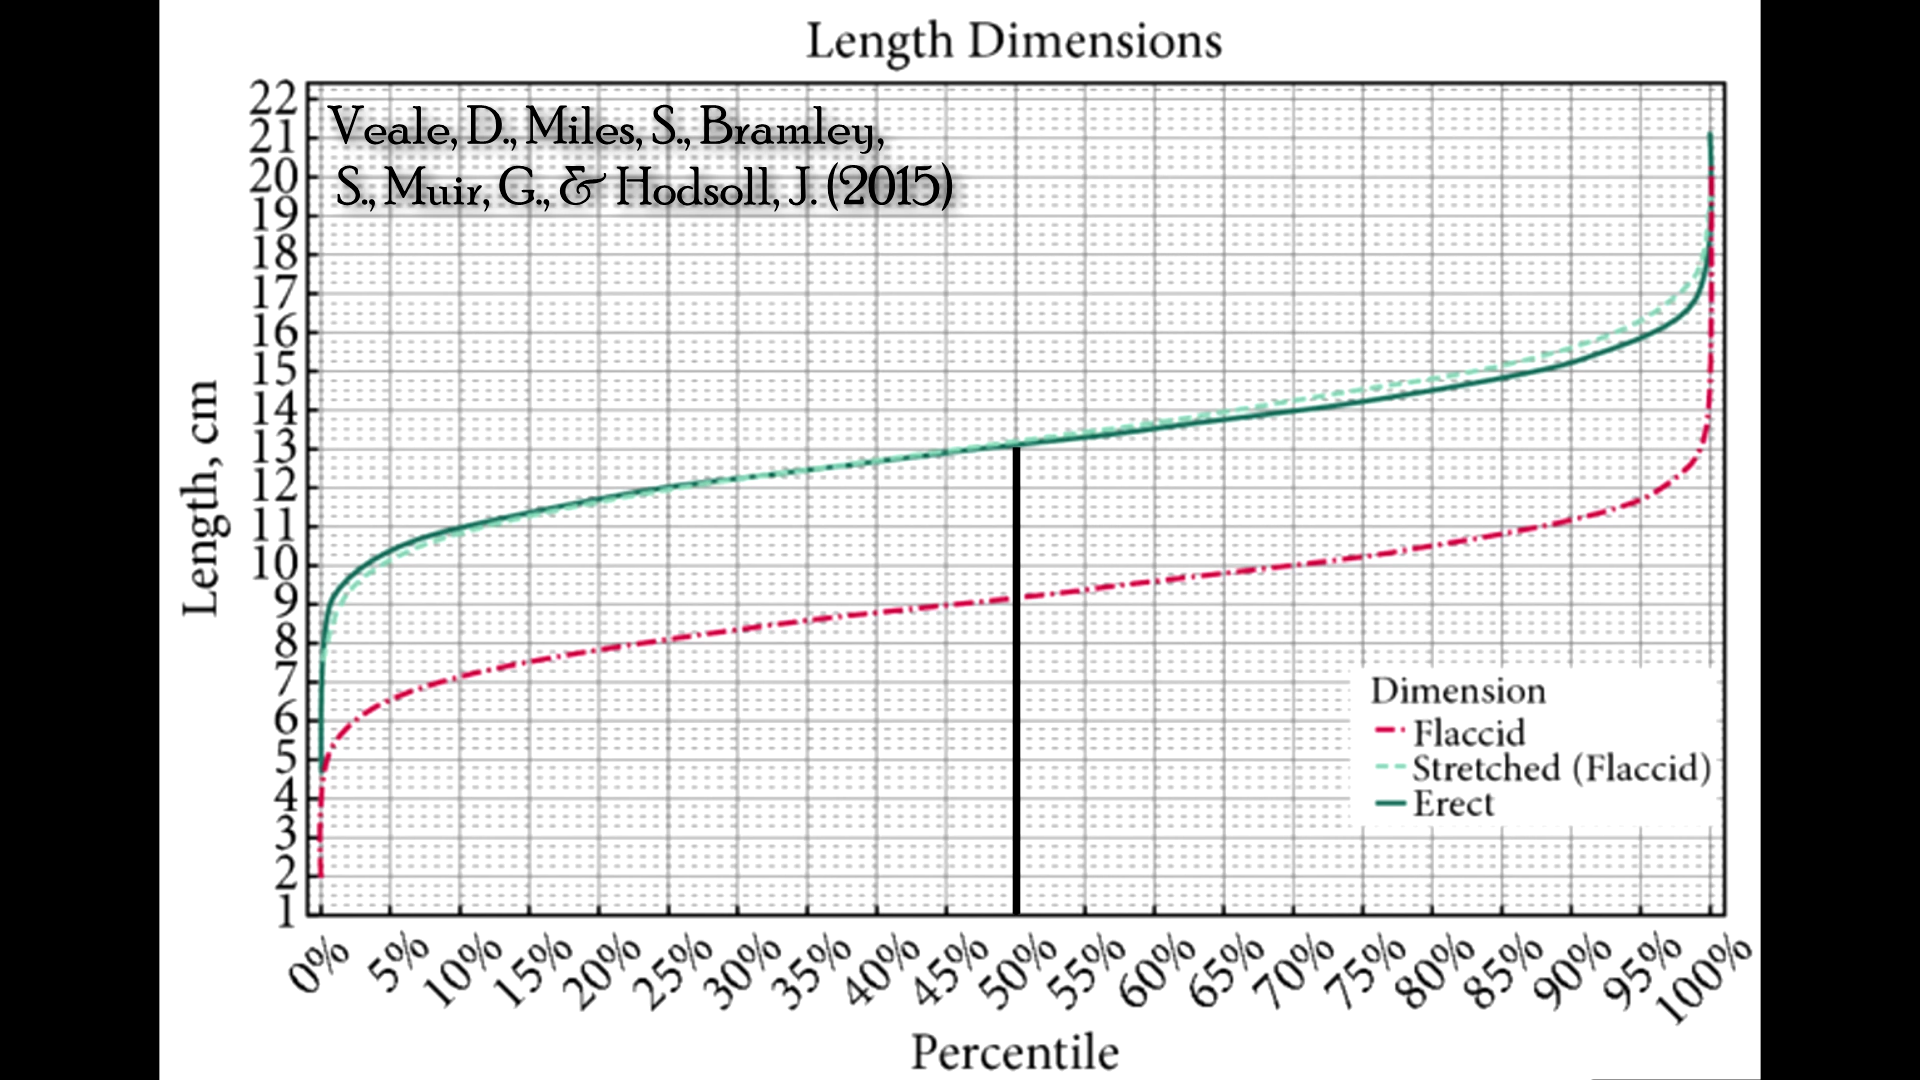 Length Dimensions
Veale, D., Miles, S., Bramley,
S., Muir, G., & Hodsoll, J. (2015)
Length, cm
22
21
20
19
18
17
16
15
14
13
12
11
10
9
8
7
6
5
4
3
2
1
Dimension
Flaccid
Stretched (Flaccid)
Erect
0% 5% 10% 15% 20% 25% 30% 35% 40% 45% 50% 55% 60% 65% 70% 75% 80% 85% 90% 95% 100%
Percentile